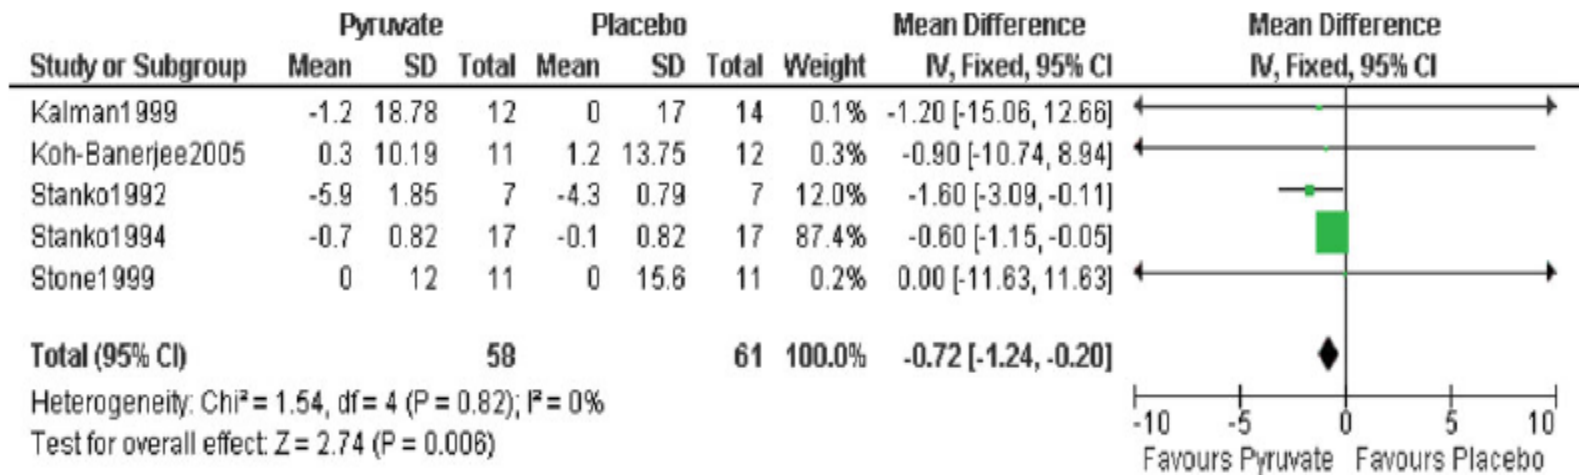 Pyruvate Placebo Mean Difference Mean Difference
Study or Subgroup Mean SD Total Mean SD Total Weight IV, Fixed, 95% CI IV, Fixed, 95% CI
Kalman1999 -1.2 18.78 12 0 17 14 0.1% -1.20 [-15.06, 12.66]
Koh-Banerjee2005 0.3 10.19 11 1.2 13.75 12 0.3% -0.90 [-10.74, 8.94]
Stanko1992 -5.9 1.85 7 -4.3 0.79 7 12.0% -1.60 [-3.09, -0.11]
Stanko1994 -0.7 0.82 17 -0.1 0.82 17 87.4% -0.60 [-1.15, -0.05]
Stone1999 0 12 11 0 15.6 11 0.2% 0.00 [-11.63, 11.63]
Total (95% CI) 58 61 100.0% -0.72 [-1.24, -0.20]
Heterogeneity: Chi² = 1.54, df = 4 (P = 0.82); I² = 0%
Test for overall effect: Z = 2.74 (P = 0.006)
-10 -5 0 5 10
Favours Pyruvate Favours Placebo